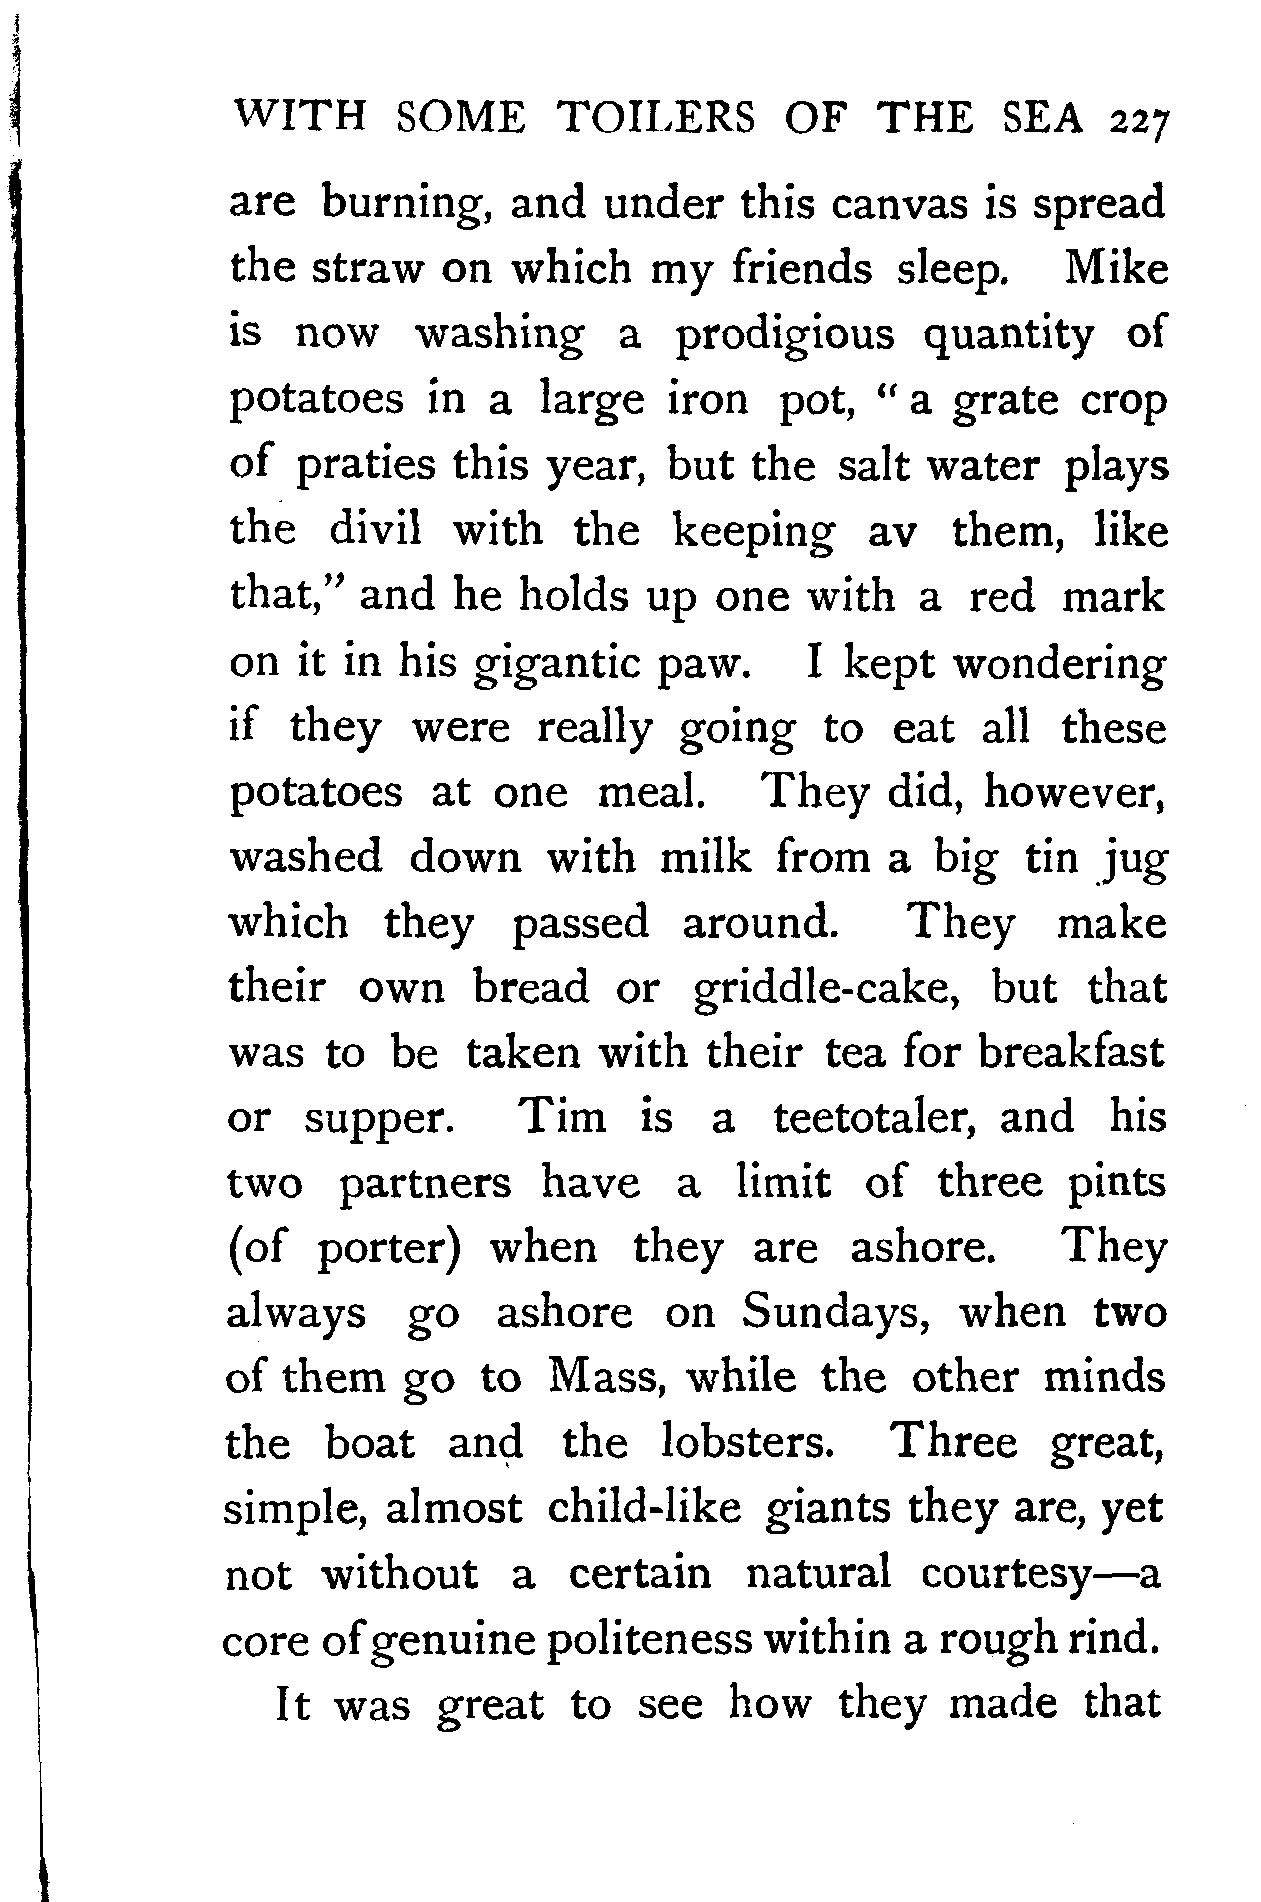 WITH SOME TOILERS OF THE SEA 227
are burning, and under this canvas is spread
the straw on which my friends sleep. Mike
is now washing a prodigious quantity of
potatoes in a large iron pot, “ a grate crop
of praties this year, but the salt water plays
the divil with the keeping av them, like
that,” and he holds up one with a red mark
on it in his gigantic paw. I kept wondering
if they were really going to eat all these
potatoes at one meal. They did, however,
washed down with milk from a big tin jug
which they passed around. They make
their own bread or griddle-cake, but that
was to be taken with their tea for breakfast
or supper. Tim is a teetotaler, and his
two partners have a limit of three pints
(of porter) when they are ashore. They
always go ashore on Sundays, when two
of them go to Mass, while the other minds
the boat and the lobsters. Three great,
simple, almost child-like giants they are, yet
not without a certain natural courtesy—a
core of genuine politeness within a rough rind.
It was great to see how they made that